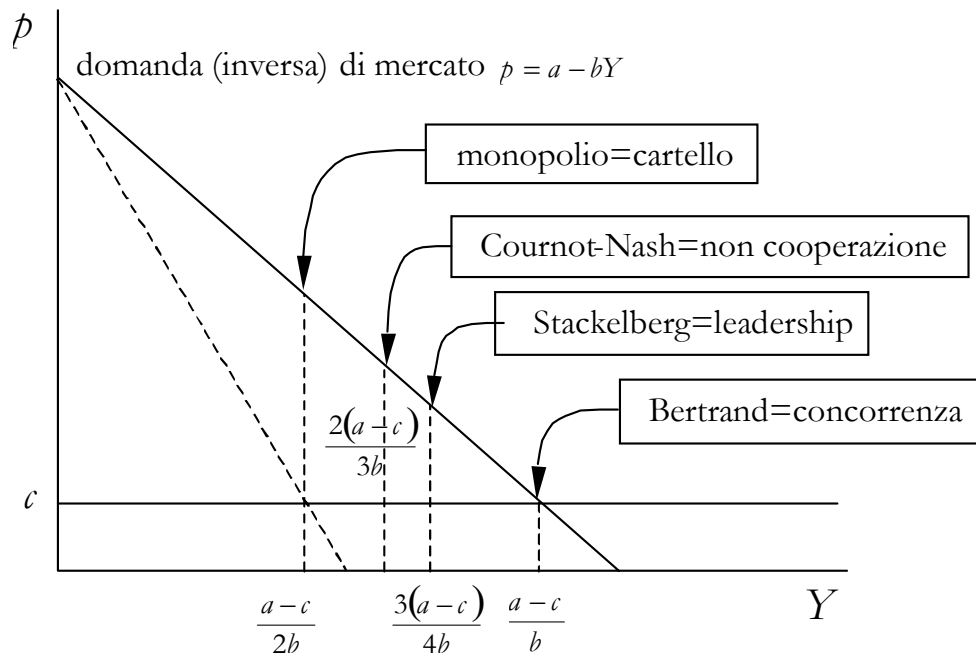 p
domanda (inversa) di mercato p = a − bY
monopolio=cartello
Cournot-Nash=non cooperazione
Stackelberg=leadership
Bertrand=concorrenza
2(a − c)
3b
c
a − c
2b
3(a − c)
4b
a − c
b
Y